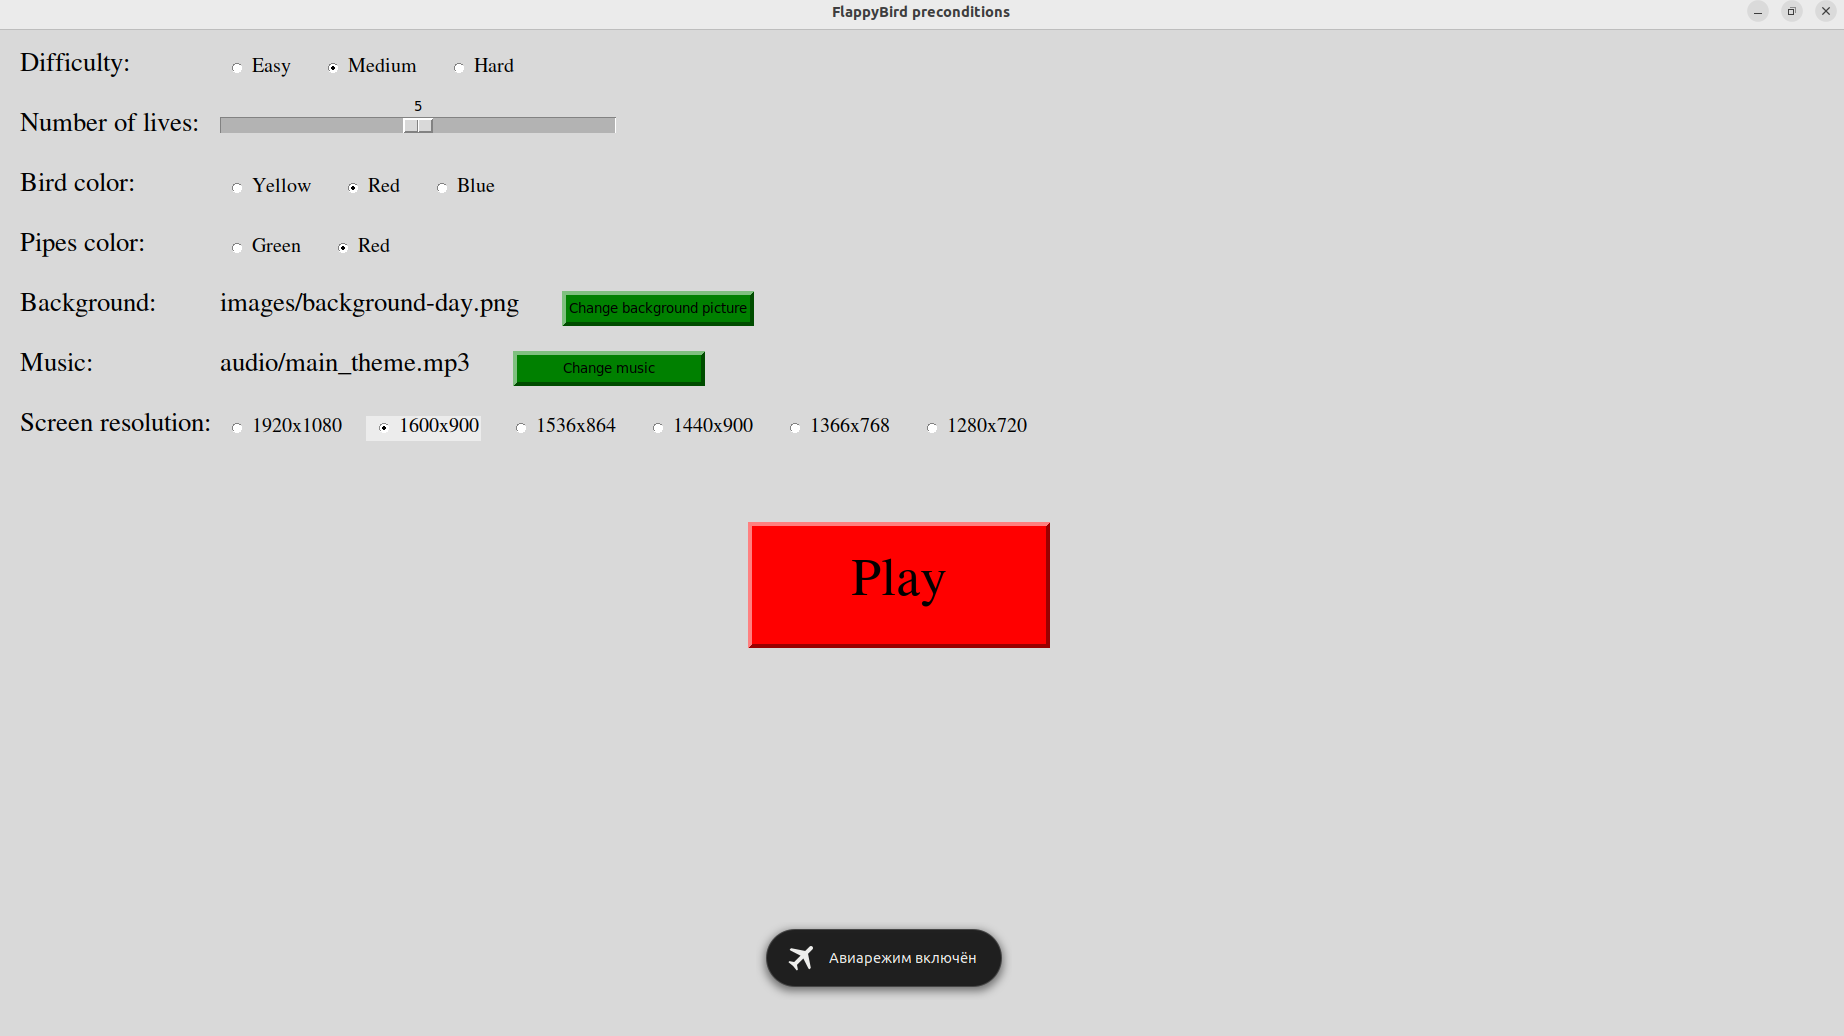 FlappyBird preconditions
Difficulty: Easy Medium Hard
5
Number of lives:
Bird color: Yellow Red Blue
Pipes color: Green Red
Background: images/background-day.png Change background picture
Music: audio/main_theme.mp3 Change music
Screen resolution: 1920x1080 1600x900 1536x864 1440x900 1366x768 1280x720
Play
Авиарежим включён